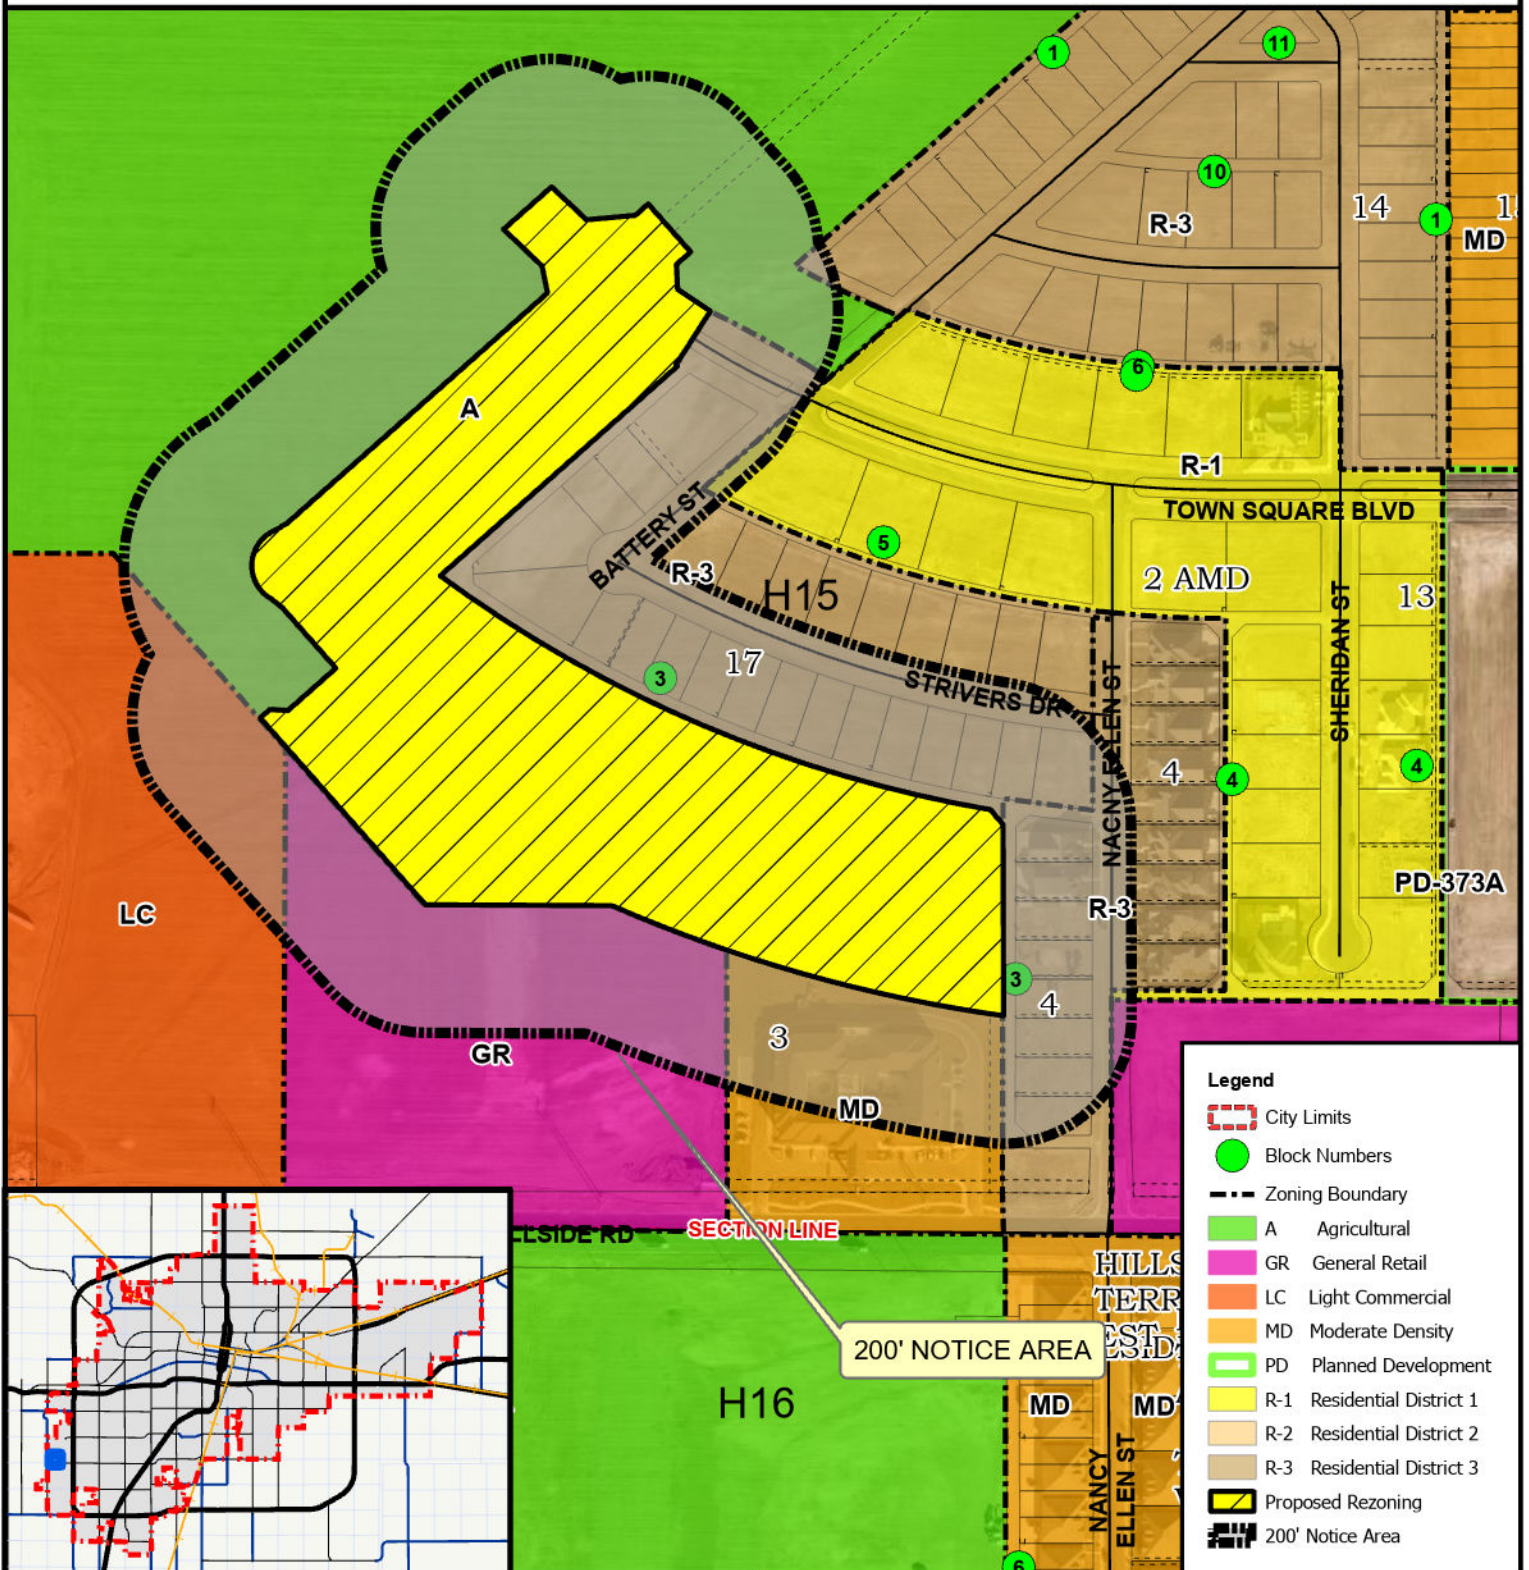 1
11
10
R-3
14
1
MD
6
A
R-1
TOWN SQUARE BLVD
BATTERY ST
5
R-3
H15
2 AMD
13
SHERIDAN ST
17
3
STRIVERS DR
NACNY ELLEN ST
4
4
4
PD-373A
LC
R-3
3
4
3
GR
MD
SECTION LINE
200' NOTICE AREA
H16
MD
MD
NANCY
ELLEN ST
6
Legend
City Limits
Block Numbers
Zoning Boundary
A Agricultural
GR General Retail
LC Light Commercial
MD Moderate Density
PD Planned Development
R-1 Residential District 1
R-2 Residential District 2
R-3 Residential District 3
Proposed Rezoning
200' Notice Area